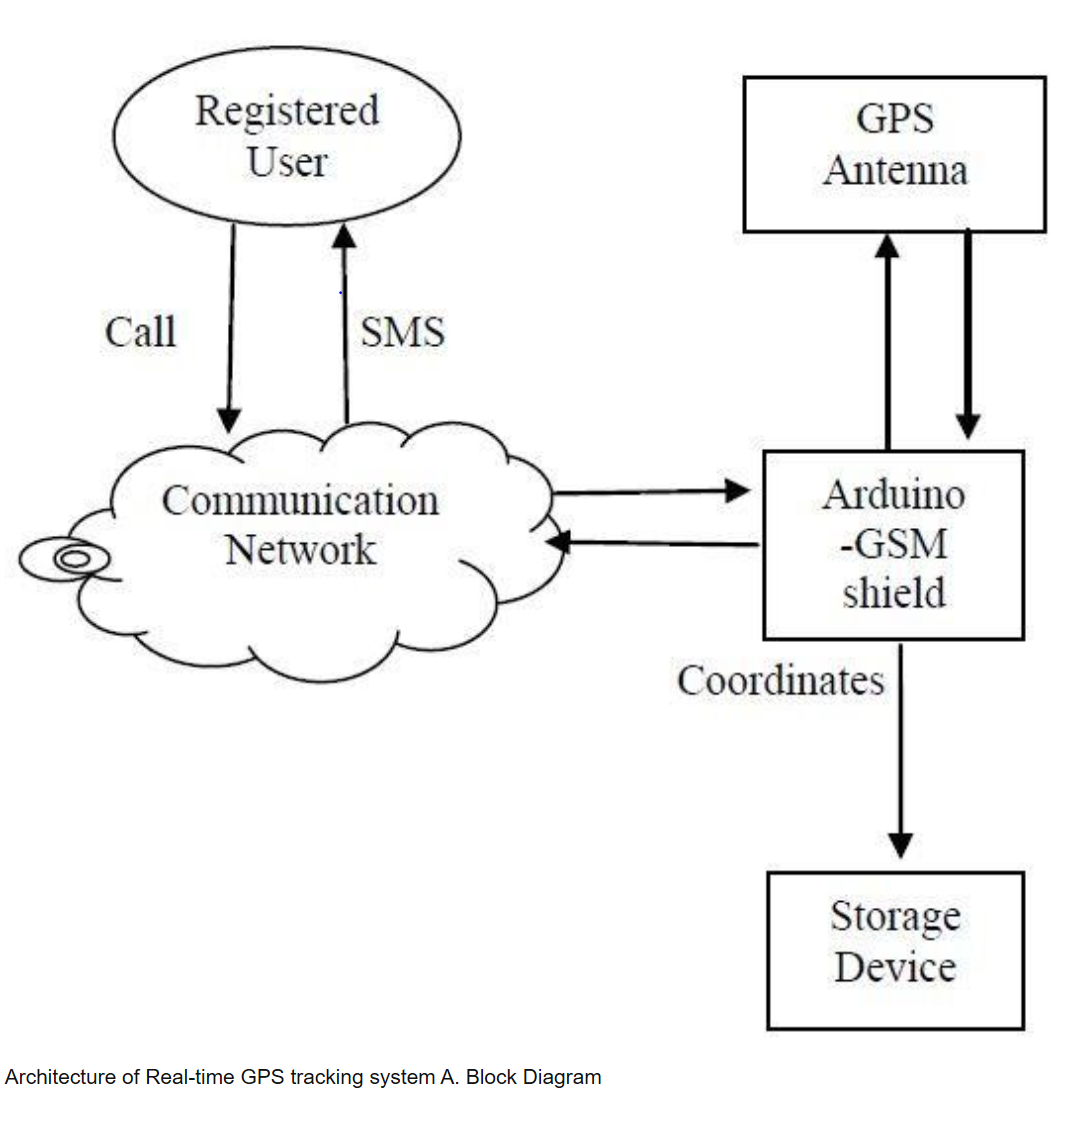 Registered
User
GPS
Antenna
Call
SMS
Communication
Network
Arduino
-GSM
shield
Coordinates
Storage
Device
Architecture of Real-time GPS tracking system A. Block Diagram